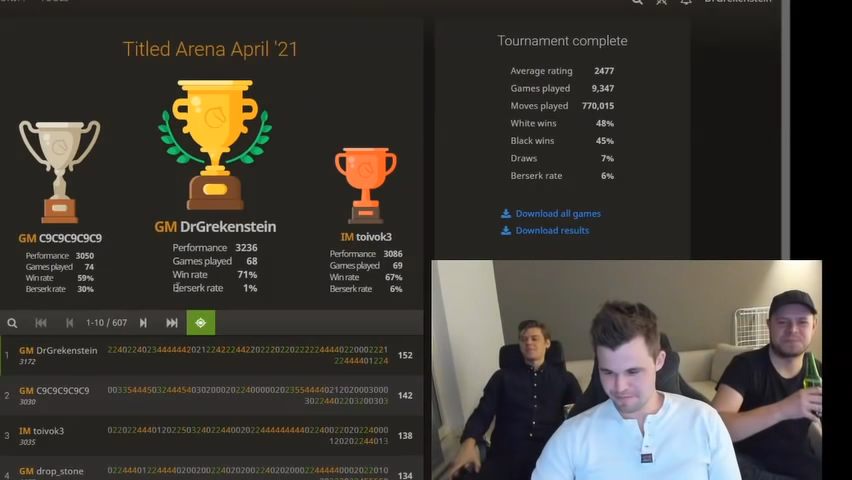 DrGrekenstein
Titled Arena April '21
GM C9C9C9C9C9
Performance 3050
Games played 74
Win rate 59%
Berserk rate 30%
GM DrGrekenstein
Performance 3236
Games played 68
Win rate 71%
Berserk rate 1%
IM toivok3
Performance 3086
Games played 69
Win rate 67%
Berserk rate 6%
Tournament complete
Average rating 2477
Games played 9,347
Moves played 770,015
White wins 48%
Black wins 45%
Draws 7%
Berserk rate 6%
Download all games
Download results
1-10 / 607
1 GM DrGrekenstein 152
3172
2 GM C9C9C9C9C9 142
3030
3 IM toivok3 138
3035
4 GM drop_stone 134